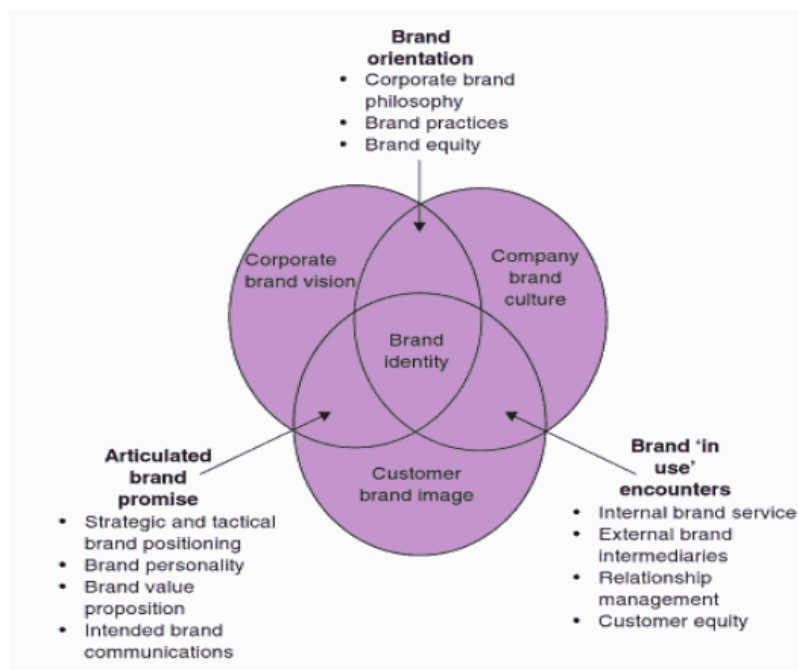 Brand
orientation
• Corporate brand
philosophy
• Brand practices
• Brand equity
Corporate
brand vision
Company
brand
culture
Brand
identity
Customer
brand image
Articulated
brand
promise
• Strategic and tactical
brand positioning
• Brand personality
• Brand value
proposition
• Intended brand
communications
Brand ‘in
use’
encounters
• Internal brand service
• External brand
intermediaries
• Relationship
management
• Customer equity